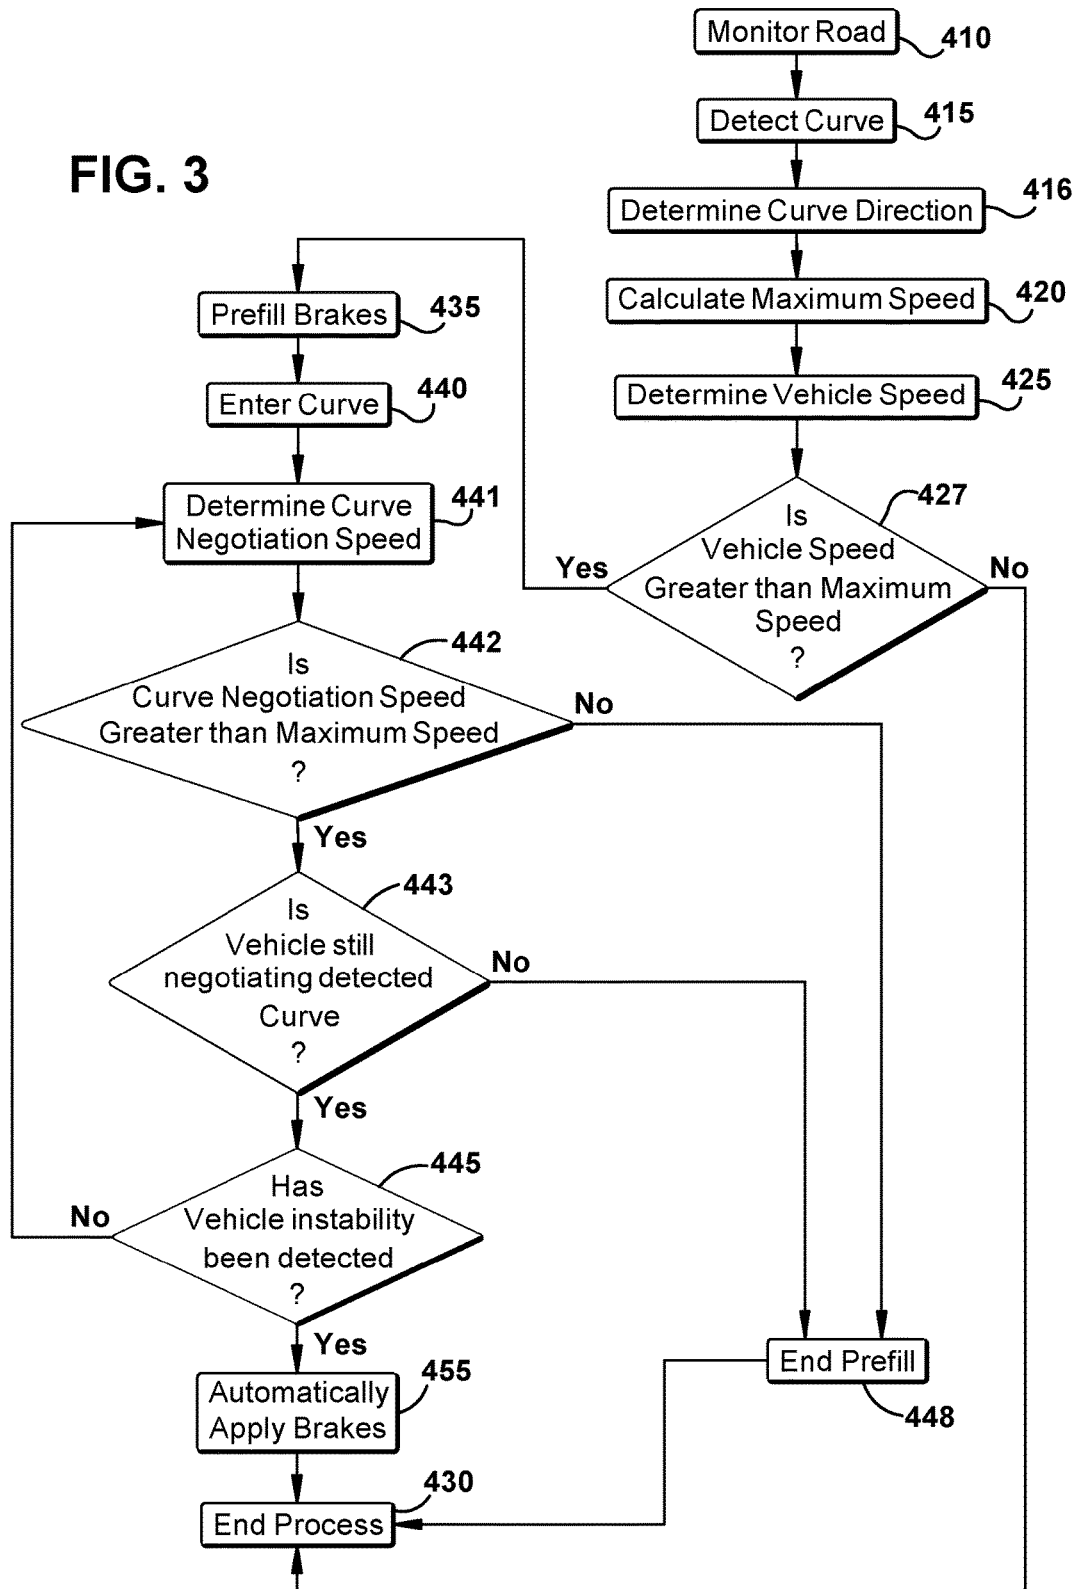 FIG. 3
Monitor Road
410
Detect Curve
415
Determine Curve Direction
416
Calculate Maximum Speed
420
Determine Vehicle Speed
425
Is
Vehicle Speed
Greater than Maximum
Speed
?
427
Yes
No
Prefill Brakes
435
Enter Curve
440
Determine Curve
Negotiation Speed
441
Is
Curve Negotiation Speed
Greater than Maximum Speed
?
442
No
Yes
Is
Vehicle still
negotiating detected
Curve
?
443
No
Yes
Has
Vehicle instability
been detected
?
445
No
Yes
Automatically
Apply Brakes
455
End Prefill
448
End Process
430